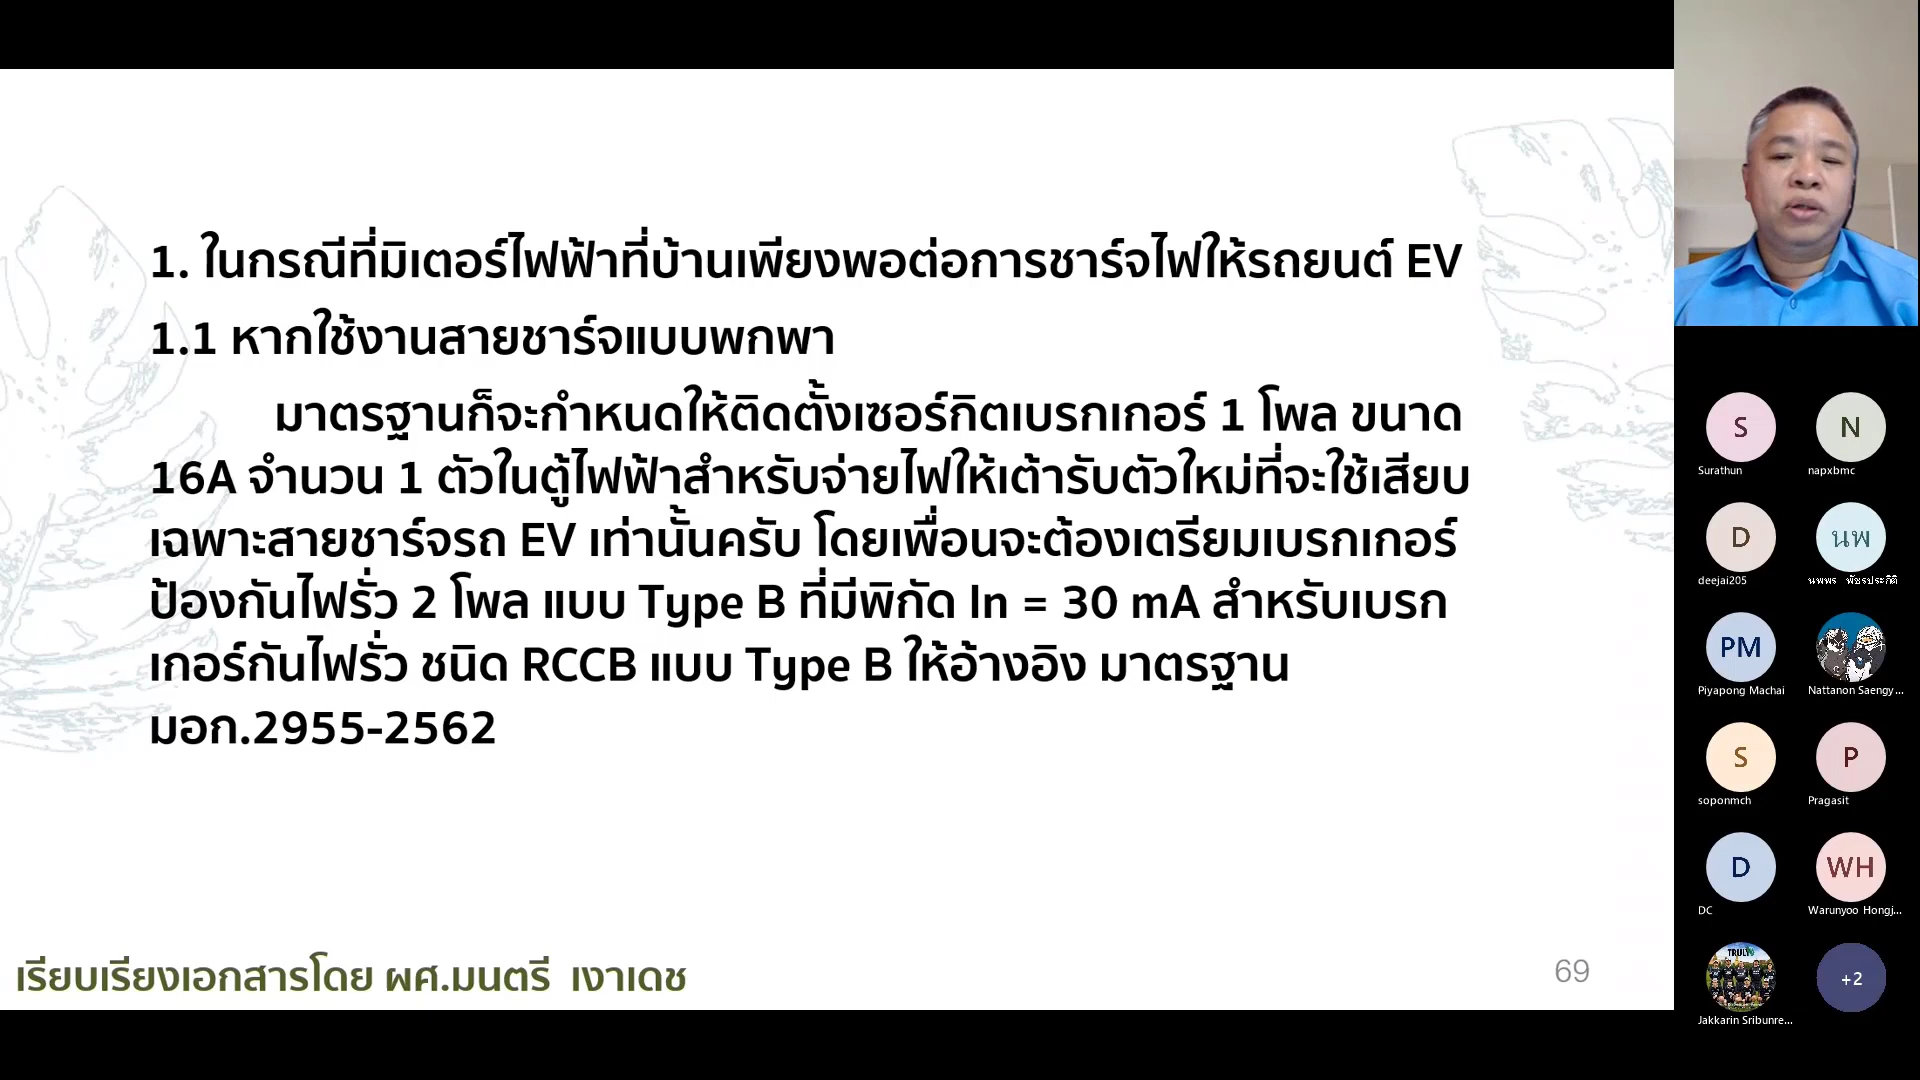 1. ในกรณีที่มิเตอร์ไฟฟ้าที่บ้านเพียงพอต่อการชาร์จไฟให้รถยนต์ EV
1.1 หากใช้งานสายชาร์จแบบพกพา
มาตรฐานก็จะกำหนดให้ติดตั้งเซอร์กิตเบรกเกอร์ 1 โพล ขนาด
16A จำนวน 1 ตัวในตู้ไฟฟ้าสำหรับจ่ายไฟให้เต้ารับตัวใหม่ที่จะใช้เสียบ
เฉพาะสายชาร์จรถ EV เท่านั้นครับ โดยเพื่อนจะต้องเตรียมเบรกเกอร์
ป้องกันไฟรั่ว 2 โพล แบบ Type B ที่มีพิกัด In = 30 mA สำหรับเบรก
เกอร์กันไฟรั่ว ชนิด RCCB แบบ Type B ให้อ้างอิง มาตรฐาน
มอก.2955-2562
เรียบเรียงเอกสารโดย ผศ.มนตรี เงาเดช
69
S
N
Surathun
napxbmc
D
นพ
deejai205
นพพร พัชรประกิติ
PM
Piyapong Machai
Nattanon Saengy...
S
P
soponmch
Pragasit
D
WH
DC
Warunyoo Hongj...
TRULY
+2
Jakkarin Sribunre...